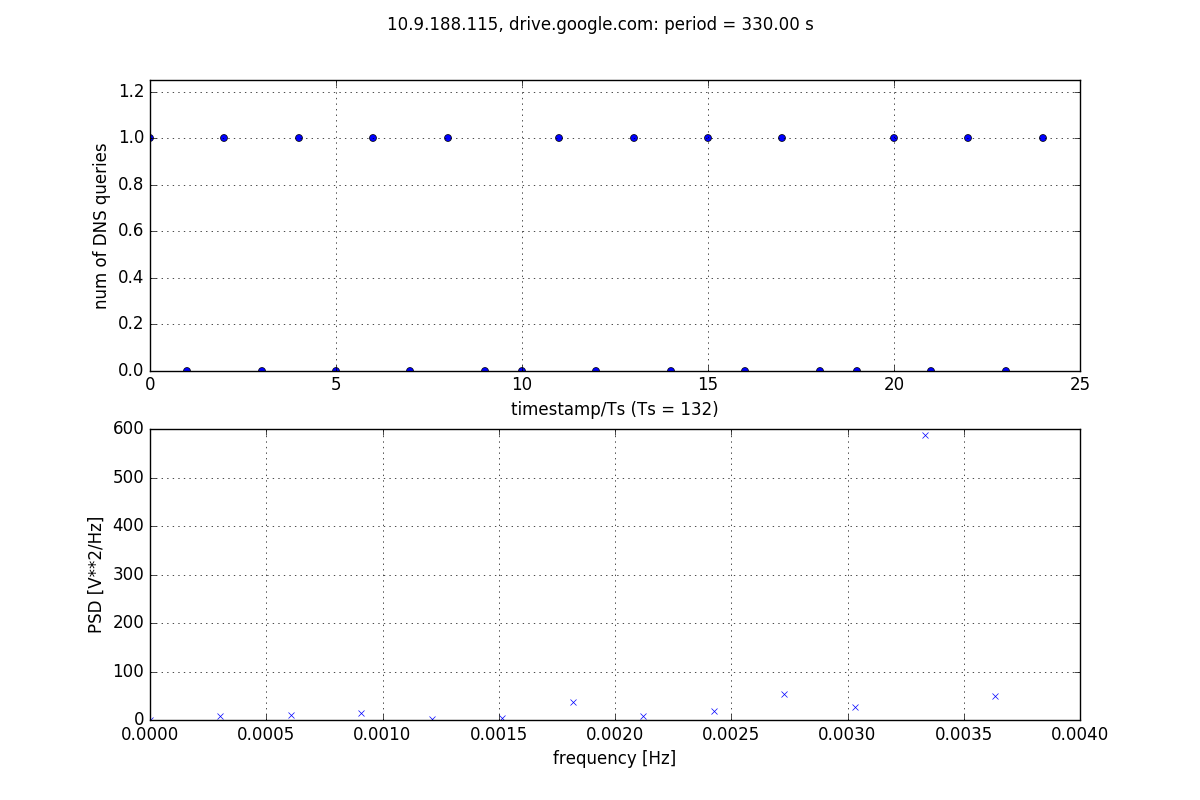 10.9.188.115, drive.google.com: period = 330.00 s
1.2
1.0
0.8
0.6
0.4
0.2
0.0
num of DNS queries
0 5 10 15 20 25
timestamp/Ts (Ts = 132)
600
500
400
300
200
100
0
PSD [V**2/Hz]
0.0000 0.0005 0.0010 0.0015 0.0020 0.0025 0.0030 0.0035 0.0040
frequency [Hz]